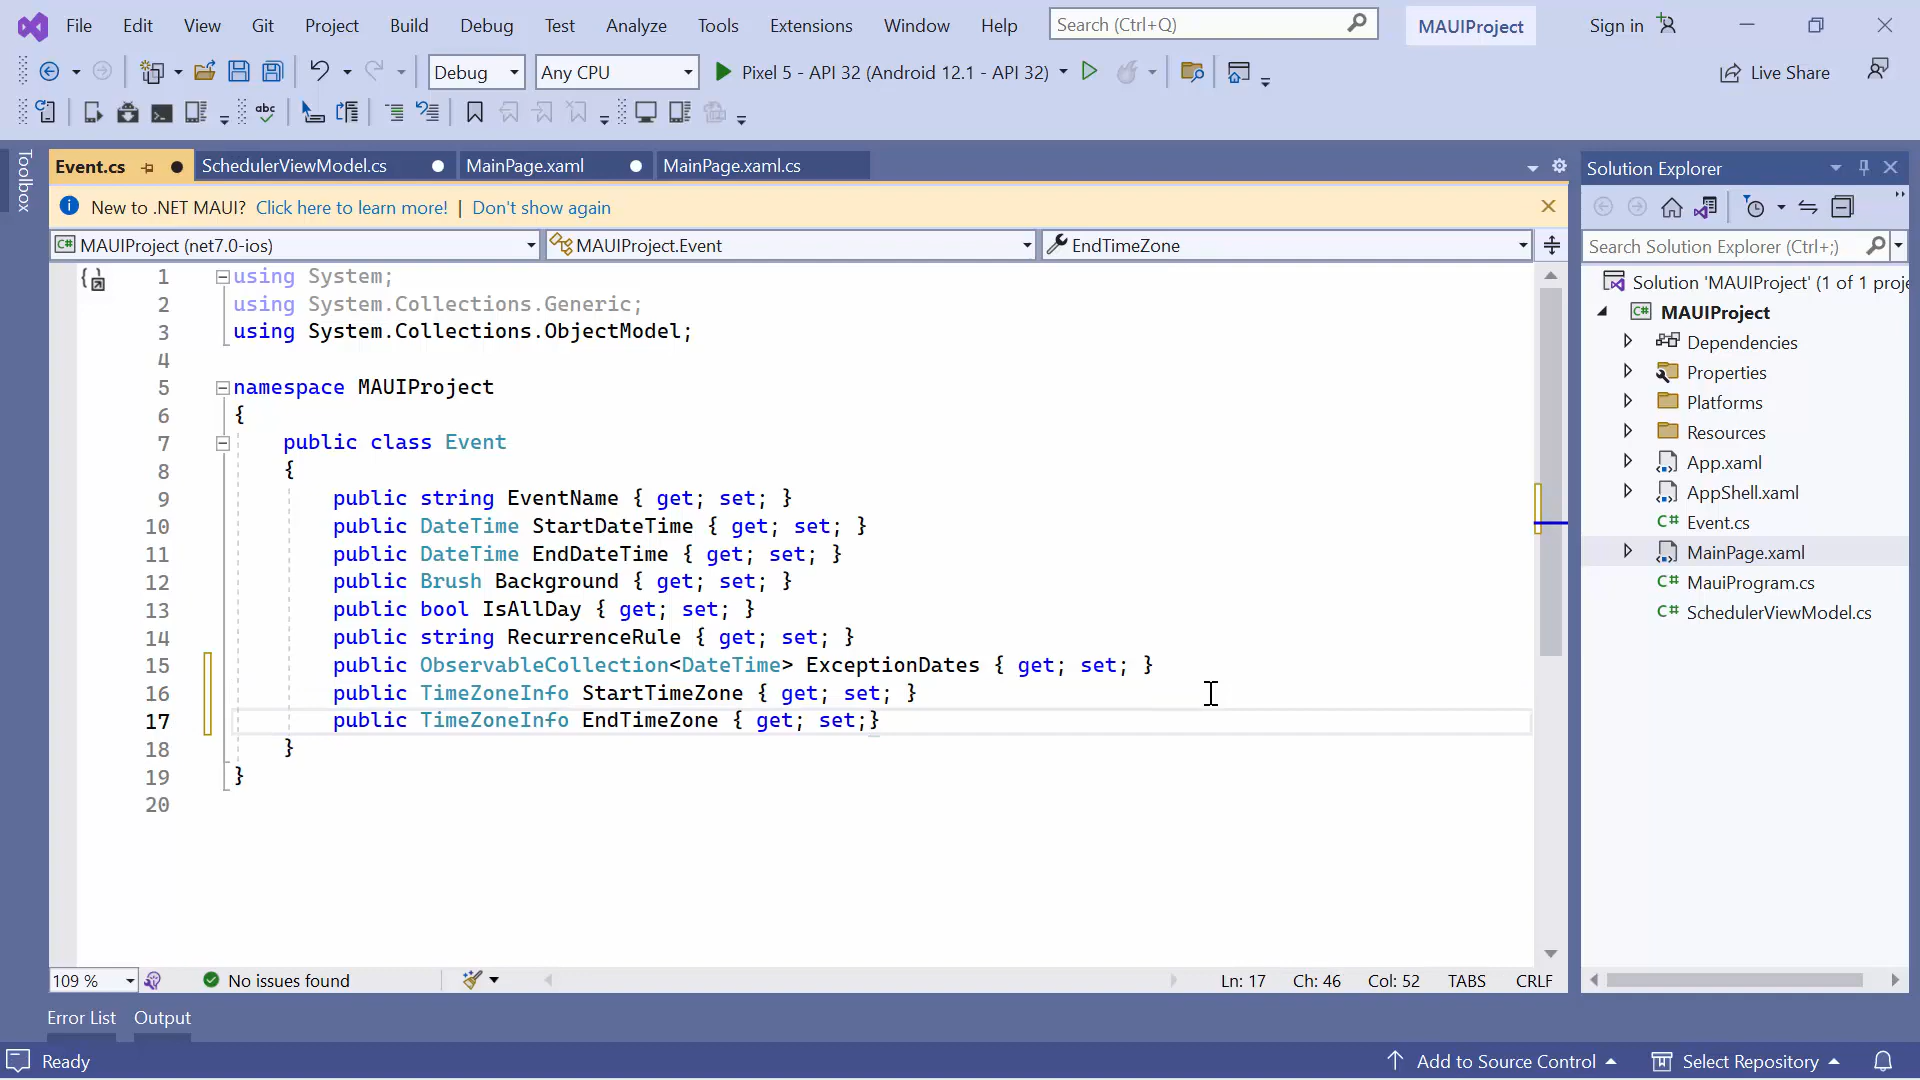 File Edit View Git Project Build Debug Test Analyze Tools Extensions Window Help Search (Ctrl+Q) MAUIProject Sign in
Debug Any CPU Pixel 5 - API 32 (Android 12.1 - API 32) Live Share
abc
Toolbox
Event.cs SchedulerViewModel.cs MainPage.xaml MainPage.xaml.cs
New to .NET MAUI? Click here to learn more! | Don't show again
MAUIProject (net7.0-ios) MAUIProject.Event EndTimeZone
1 using System;
2 using System.Collections.Generic;
3 using System.Collections.ObjectModel;
4
5 namespace MAUIProject
6 {
7 public class Event
8 {
9 public string EventName { get; set; }
10 public DateTime StartDateTime { get; set; }
11 public DateTime EndDateTime { get; set; }
12 public Brush Background { get; set; }
13 public bool IsAllDay { get; set; }
14 public string RecurrenceRule { get; set; }
15 public ObservableCollection<DateTime> ExceptionDates { get; set; }
16 public TimeZoneInfo StartTimeZone { get; set; }
17 public TimeZoneInfo EndTimeZone { get; set;}
18 }
19 }
20
109 % No issues found Ln: 17 Ch: 46 Col: 52 TABS CRLF
Solution Explorer
Search Solution Explorer (Ctrl+;)
Solution 'MAUIProject' (1 of 1 proje
MAUIProject
Dependencies
Properties
Platforms
Resources
App.xaml
AppShell.xaml
C# Event.cs
MainPage.xaml
C# MauiProgram.cs
C# SchedulerViewModel.cs
Error List Output
Ready Add to Source Control Select Repository